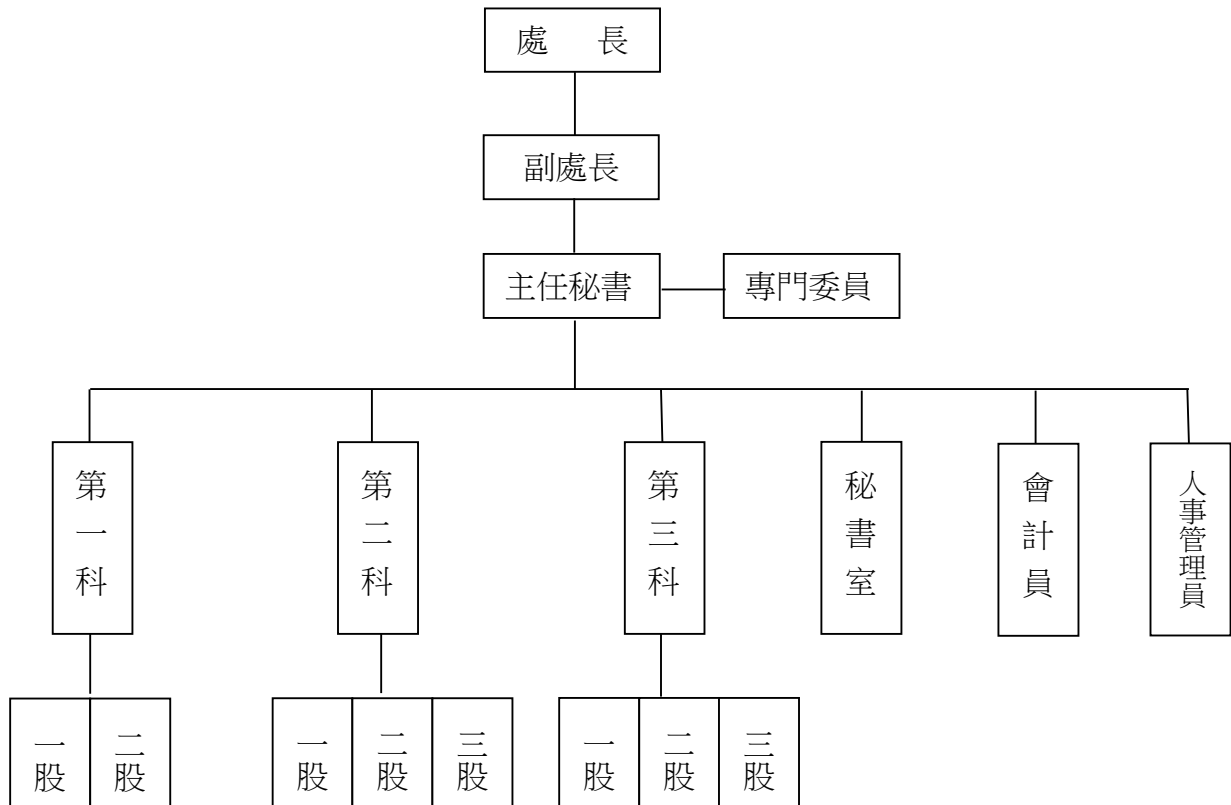 處長
副處長
主任秘書
專門委員
第一科
第二科
第三科
秘書室
會計員
人事管理員
一股
二股
一股
二股
三股
一股
二股
三股